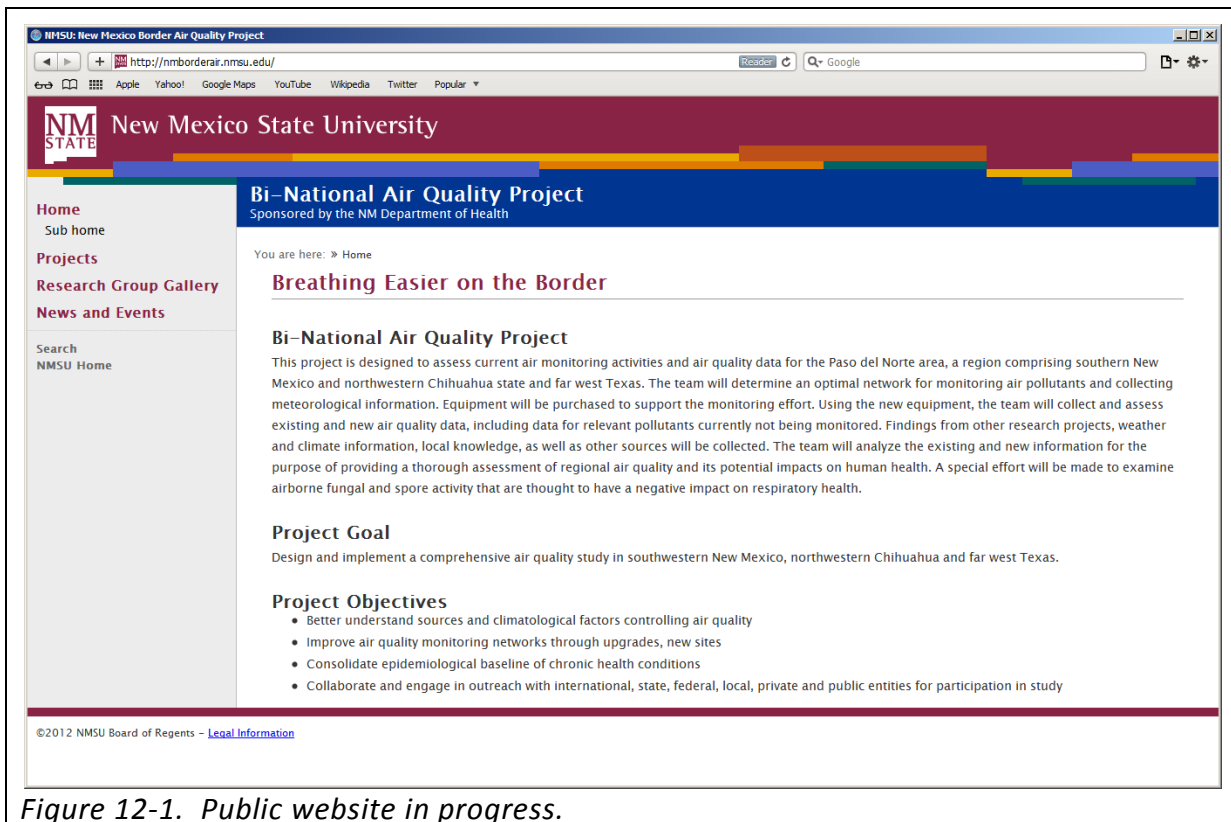 NMSU: New Mexico Border Air Quality Project
http://nmborderair.nmsu.edu/
Reader
Google
Apple Yahoo! Google Maps YouTube Wikipedia Twitter Popular
NM
STATE
New Mexico State University
Bi-National Air Quality Project
Sponsored by the NM Department of Health
Home
Sub home
Projects
Research Group Gallery
News and Events
Search
NMSU Home
You are here: » Home
Breathing Easier on the Border
Bi-National Air Quality Project
This project is designed to assess current air monitoring activities and air quality data for the Paso del Norte area, a region comprising southern New
Mexico and northwestern Chihuahua state and far west Texas. The team will determine an optimal network for monitoring air pollutants and collecting
meteorological information. Equipment will be purchased to support the monitoring effort. Using the new equipment, the team will collect and assess
existing and new air quality data, including data for relevant pollutants currently not being monitored. Findings from other research projects, weather
and climate information, local knowledge, as well as other sources will be collected. The team will analyze the existing and new information for the
purpose of providing a thorough assessment of regional air quality and its potential impacts on human health. A special effort will be made to examine
airborne fungal and spore activity that are thought to have a negative impact on respiratory health.
Project Goal
Design and implement a comprehensive air quality study in southwestern New Mexico, northwestern Chihuahua and far west Texas.
Project Objectives
• Better understand sources and climatological factors controlling air quality
• Improve air quality monitoring networks through upgrades, new sites
• Consolidate epidemiological baseline of chronic health conditions
• Collaborate and engage in outreach with international, state, federal, local, private and public entities for participation in study
©2012 NMSU Board of Regents - Legal Information
Figure 12-1. Public website in progress.